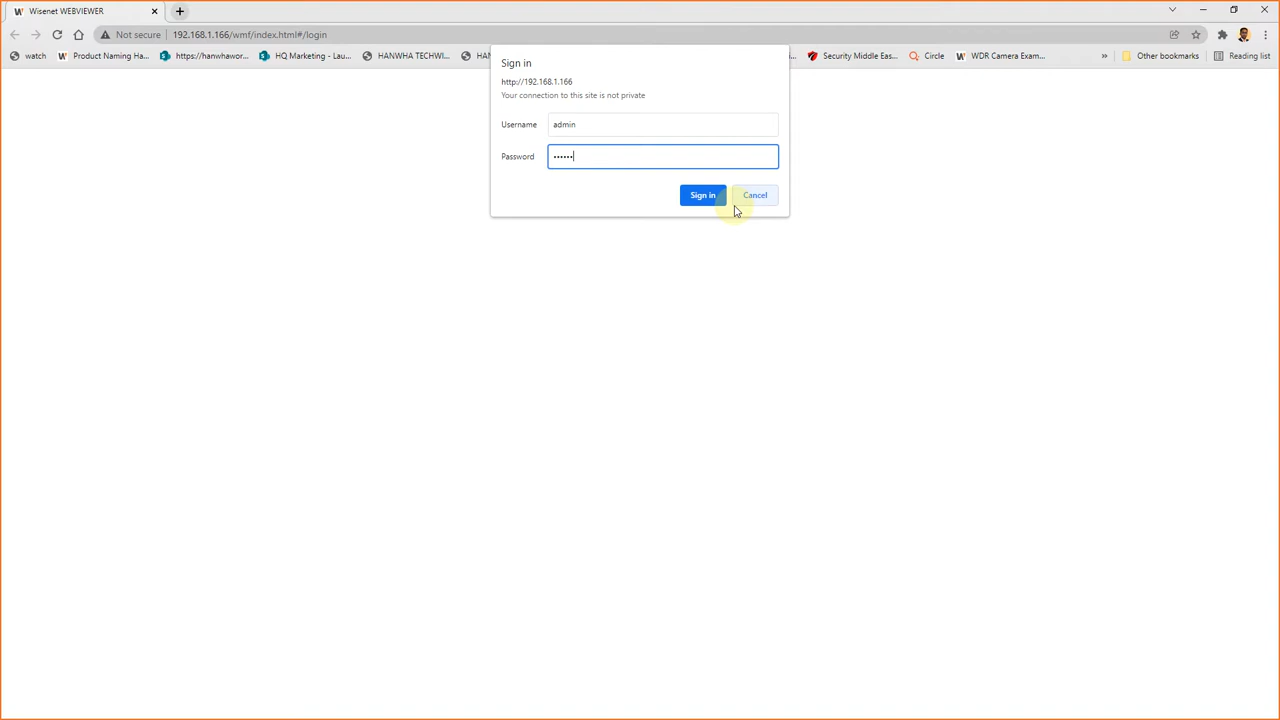 Wisenet WEBVIEWER
Not secure 192.168.1.166/wmf/index.html#/login
watch Product Naming Ha... https://hanwhawor... HQ Marketing - Lau... HANWHA TECHWI... Security Middle Eas... Circle WDR Camera Exam... » Other bookmarks Reading list
Sign in
http://192.168.1.166
Your connection to this site is not private
Username admin
Password ••••••
Sign in Cancel